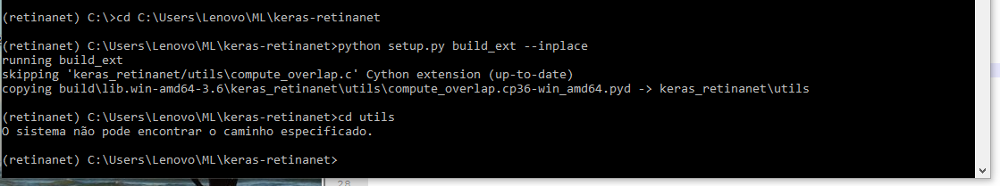 (retinanet) C:\>cd C:\Users\Lenovo\ML\keras-retinanet
(retinanet) C:\Users\Lenovo\ML\keras-retinanet>python setup.py build_ext --inplace
running build_ext
skipping 'keras_retinanet/utils\compute_overlap.c' Cython extension (up-to-date)
copying build\lib.win-amd64-3.6\keras_retinanet\utils\compute_overlap.cp36-win_amd64.pyd -> keras_retinanet\utils
(retinanet) C:\Users\Lenovo\ML\keras-retinanet>cd utils
O sistema não pode encontrar o caminho especificado.
(retinanet) C:\Users\Lenovo\ML\keras-retinanet>
28